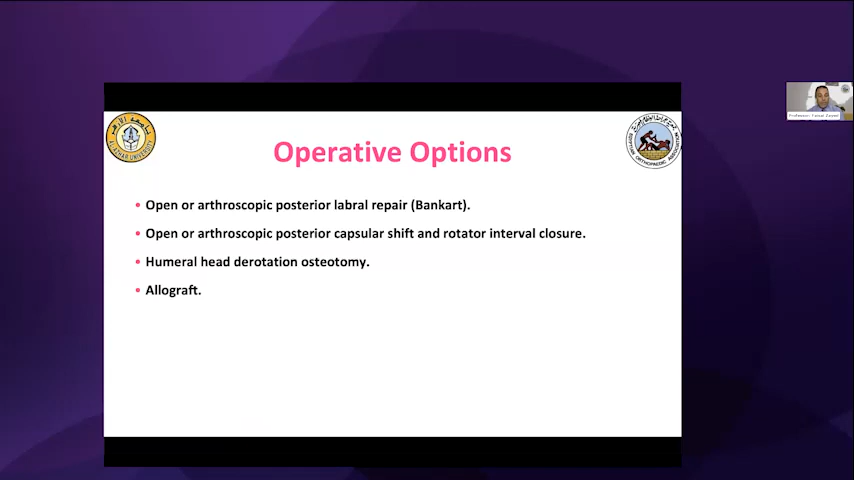 Operative Options
• Open or arthroscopic posterior labral repair (Bankart).
• Open or arthroscopic posterior capsular shift and rotator interval closure.
• Humeral head derotation osteotomy.
• Allograft.